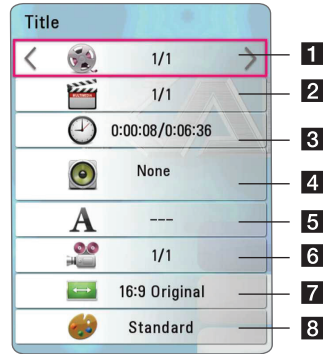 Title
1/1 1
1/1 2
0:00:08/0:06:36 3
None 4
A --- 5
1/1 6
16:9 Original 7
Standard 8